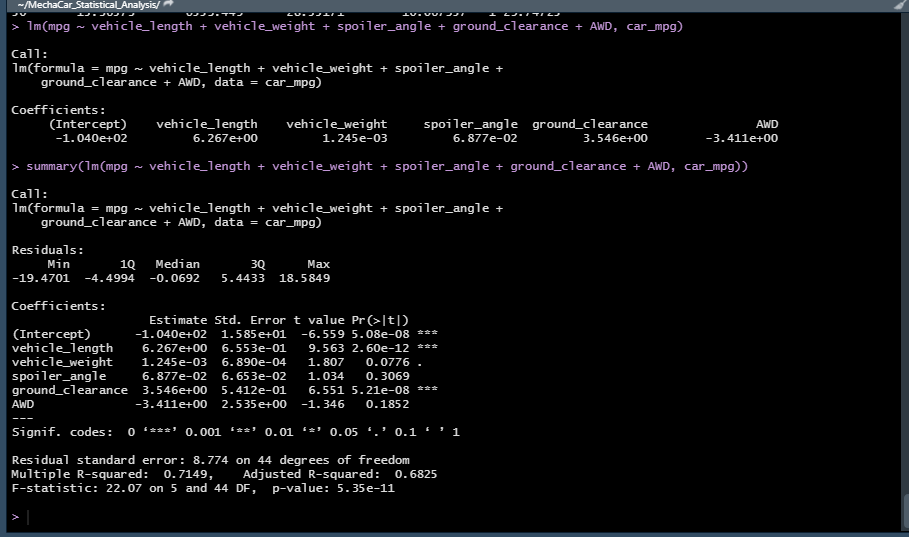 ~/MechaCar_Statistical_Analysis/
> lm(mpg ~ vehicle_length + vehicle_weight + spoiler_angle + ground_clearance + AWD, car_mpg)
Call:
lm(formula = mpg ~ vehicle_length + vehicle_weight + spoiler_angle +
    ground_clearance + AWD, data = car_mpg)
Coefficients:
     (Intercept)    vehicle_length    vehicle_weight     spoiler_angle  ground_clearance               AWD
      -1.040e+02         6.267e+00         1.245e-03         6.877e-02         3.546e+00        -3.411e+00
> summary(lm(mpg ~ vehicle_length + vehicle_weight + spoiler_angle + ground_clearance + AWD, car_mpg))
Call:
lm(formula = mpg ~ vehicle_length + vehicle_weight + spoiler_angle +
    ground_clearance + AWD, data = car_mpg)
Residuals:
     Min       1Q   Median       3Q      Max
-19.4701  -4.4994  -0.0692   5.4433  18.5849
Coefficients:
                   Estimate Std. Error t value Pr(>|t|)
(Intercept)      -1.040e+02  1.585e+01  -6.559 5.08e-08 ***
vehicle_length    6.267e+00  6.553e-01   9.563 2.60e-12 ***
vehicle_weight    1.245e-03  6.890e-04   1.807   0.0776 .
spoiler_angle     6.877e-02  6.653e-02   1.034   0.3069
ground_clearance  3.546e+00  5.412e-01   6.551 5.21e-08 ***
AWD              -3.411e+00  2.535e+00  -1.346   0.1852
---
Signif. codes:  0 ‘***’ 0.001 ‘**’ 0.01 ‘*’ 0.05 ‘.’ 0.1 ‘ ’ 1
Residual standard error: 8.774 on 44 degrees of freedom
Multiple R-squared:  0.7149,    Adjusted R-squared:  0.6825
F-statistic: 22.07 on 5 and 44 DF,  p-value: 5.35e-11
>